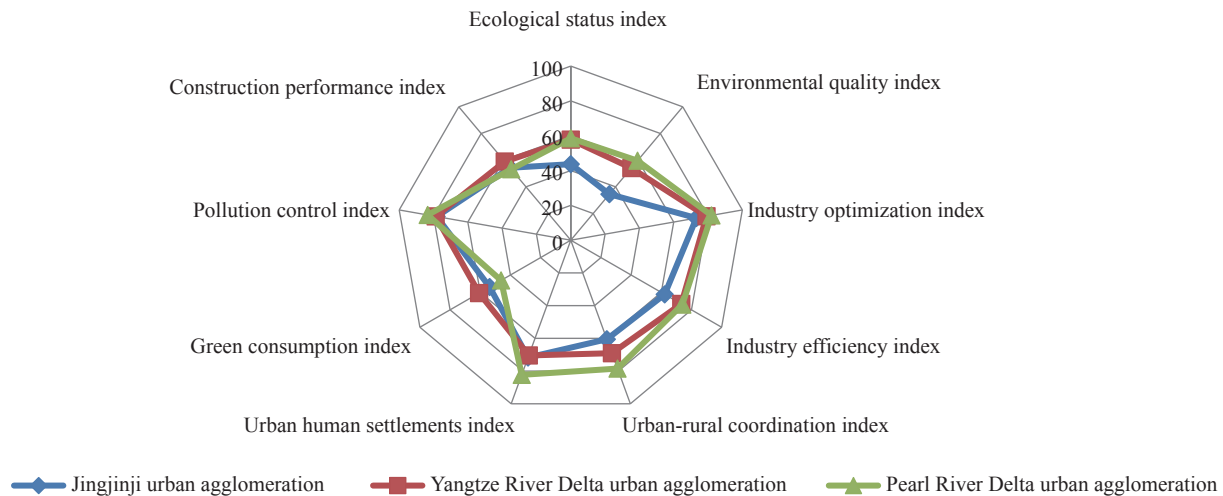 Ecological status index
Environmental quality index
Industry optimization index
Industry efficiency index
Urban-rural coordination index
Urban human settlements index
Green consumption index
Pollution control index
Construction performance index
100
80
60
40
20
0
Jingjinji urban agglomeration
Yangtze River Delta urban agglomeration
Pearl River Delta urban agglomeration